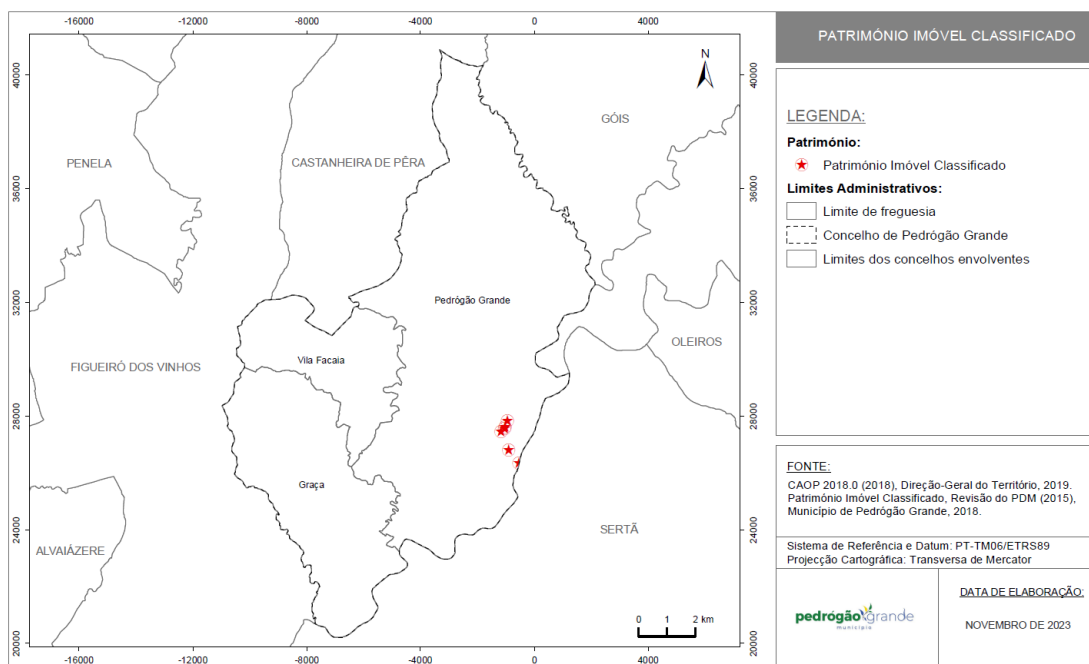 -16000 -12000 -8000 -4000 0 4000
PATRIMÓNIO IMÓVEL CLASSIFICADO
40000 40000
N
GÓIS
PENELA
CASTANHEIRA DE PÊRA
36000 36000
LEGENDA:
Património:
Património Imóvel Classificado
Limites Administrativos:
Limite de freguesia
Concelho de Pedrógão Grande
Limites dos concelhos envolventes
32000 32000
Pedrógão Grande
OLEIROS
Vila Facaia
FIGUEIRÓ DOS VINHOS
28000 28000
Graça
SERTÃ
ALVAIÁZERE
24000 24000
0 1 2 km
20000 20000
-16000 -12000 -8000 -4000 0 4000
FONTE:
CAOP 2018.0 (2018), Direção-Geral do Território, 2019.
Património Imóvel Classificado, Revisão do PDM (2015),
Município de Pedrógão Grande, 2018.
Sistema de Referência e Datum: PT-TM06/ETRS89
Projecção Cartográfica: Transversa de Mercator
pedrógão grande
município
DATA DE ELABORAÇÃO:
NOVEMBRO DE 2023